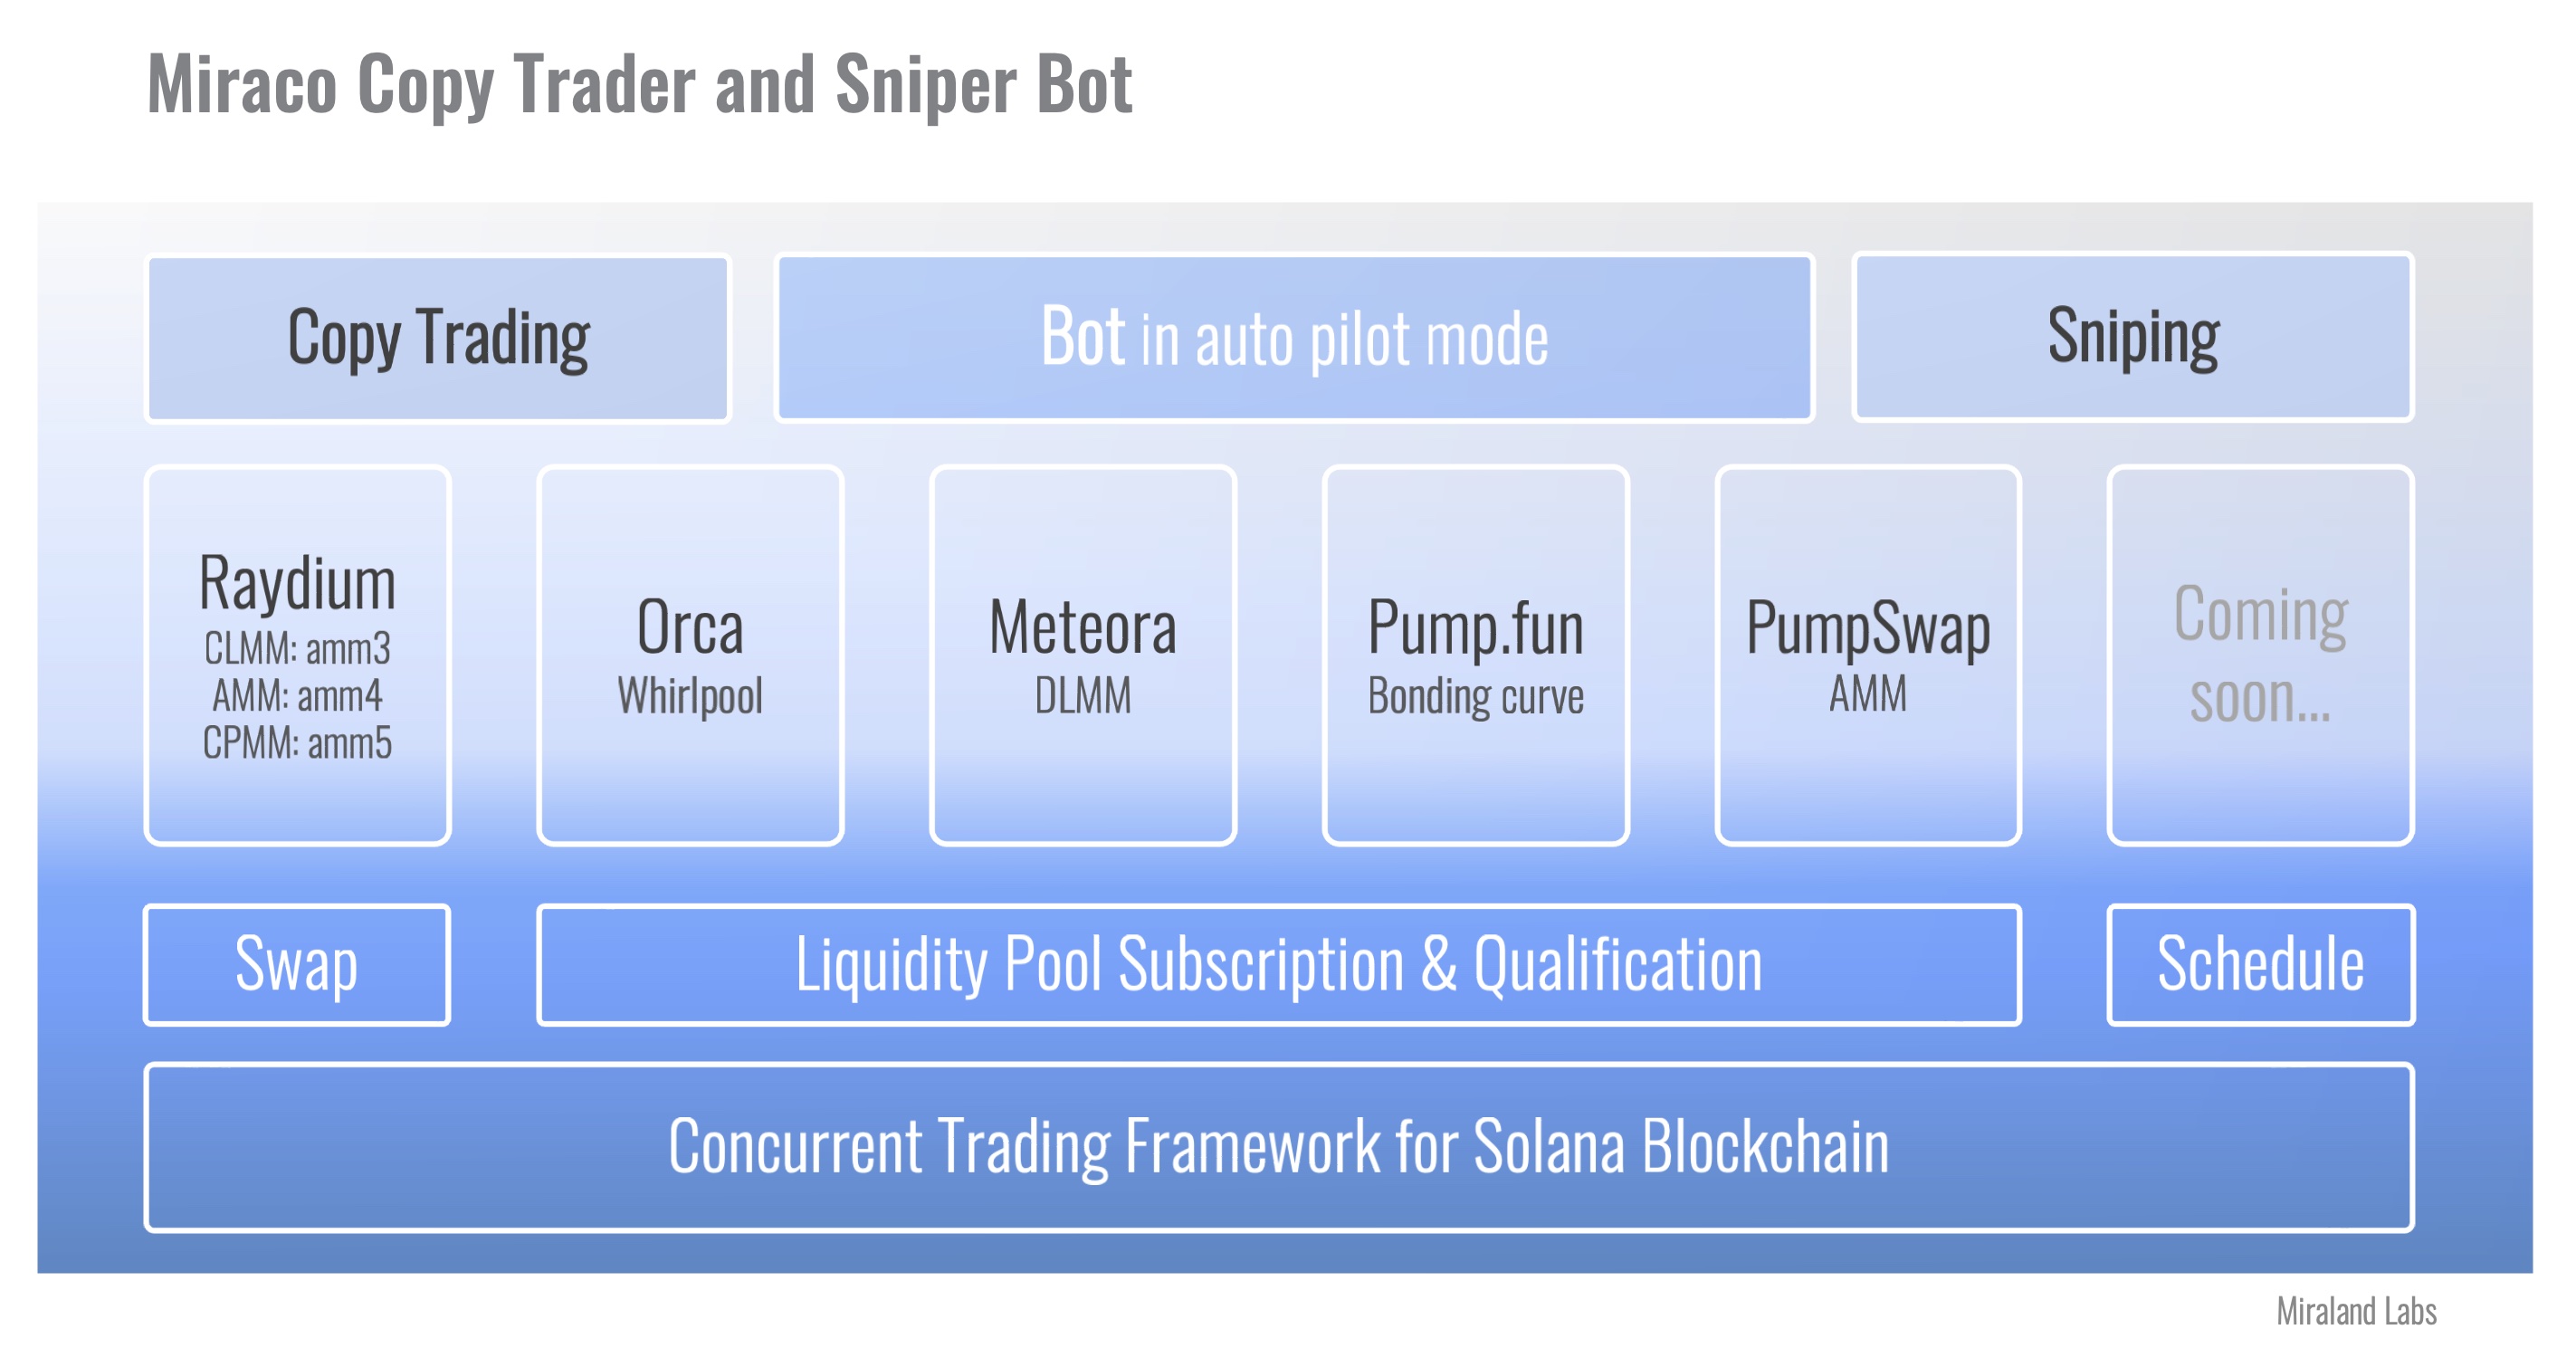 Miraco Copy Trader and Sniper Bot
Copy Trading
Bot in auto pilot mode
Sniping
Raydium
CLMM: amm3
AMM: amm4
CPMM: amm5
Orca
Whirlpool
Meteora
DLMM
Pump.fun
Bonding curve
PumpSwap
AMM
Coming
soon...
Swap
Liquidity Pool Subscription & Qualification
Schedule
Concurrent Trading Framework for Solana Blockchain
Miraland Labs